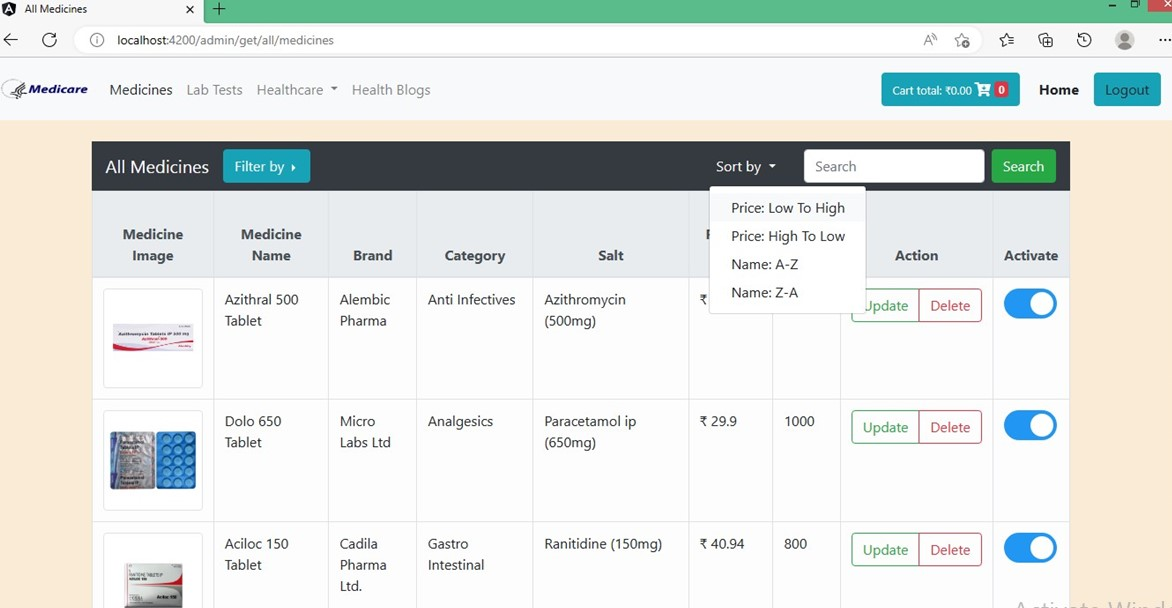 All Medicines
localhost:4200/admin/get/all/medicines
Medicare Medicines Lab Tests Healthcare Health Blogs Cart total: ₹0.00 0 Home Logout
All Medicines Filter by Sort by Search Search
Price: Low To High
Price: High To Low
Name: A-Z
Name: Z-A
Medicine Image Medicine Name Brand Category Salt Action Activate
Azithral 500 Tablet Alembic Pharma Anti Infectives Azithromycin (500mg) ₹ Update Delete
Dolo 650 Tablet Micro Labs Ltd Analgesics Paracetamol ip (650mg) ₹ 29.9 1000 Update Delete
Aciloc 150 Tablet Cadila Pharma Ltd. Gastro Intestinal Ranitidine (150mg) ₹ 40.94 800 Update Delete